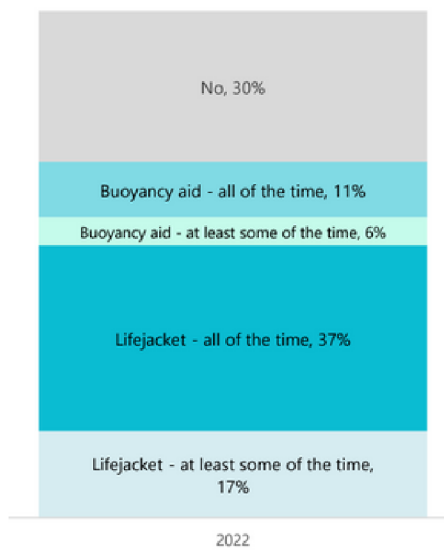 No, 30%
Buoyancy aid - all of the time, 11%
Buoyancy aid - at least some of the time, 6%
Lifejacket - all of the time, 37%
Lifejacket - at least some of the time,
17%
2022